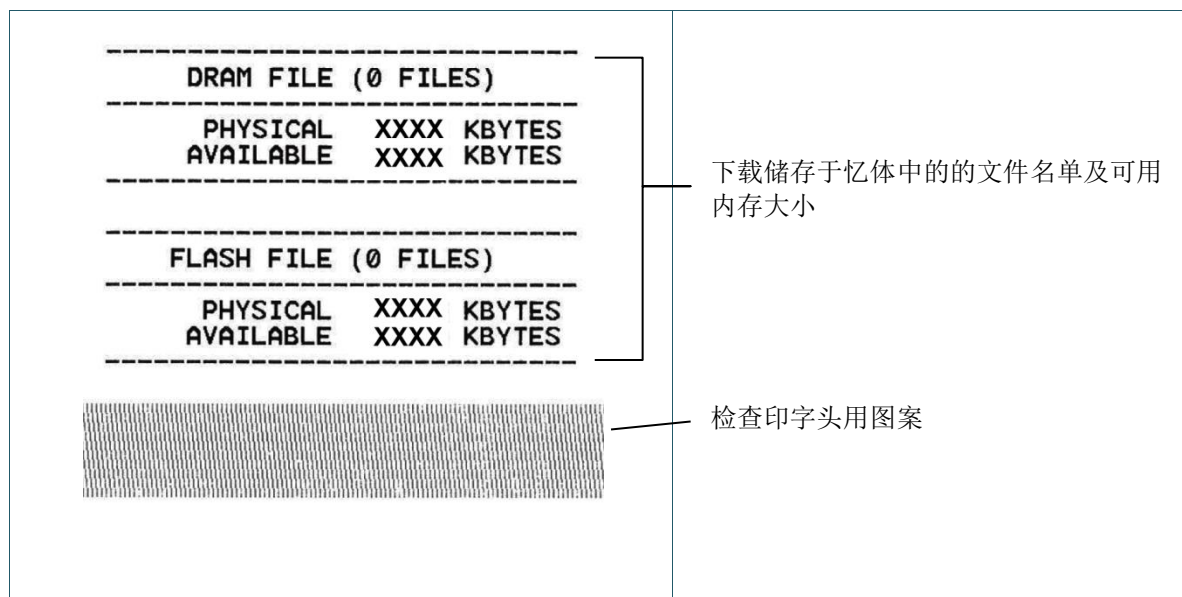 DRAM FILE (0 FILES)
PHYSICAL XXXX KBYTES
AVAILABLE XXXX KBYTES
FLASH FILE (0 FILES)
PHYSICAL XXXX KBYTES
AVAILABLE XXXX KBYTES
下载储存于忆体中的的文件名单及可用
内存大小
检查印字头用图案